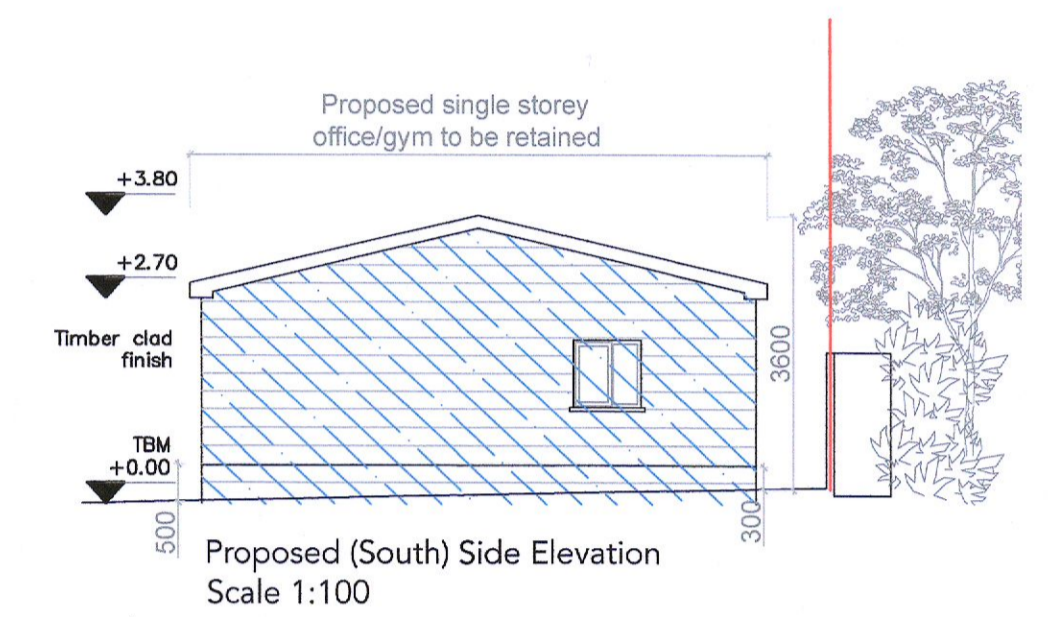 Proposed single storey
office/gym to be retained
+3.80
+2.70
Timber clad
finish
3600
TBM
+0.00
500
300
Proposed (South) Side Elevation
Scale 1:100